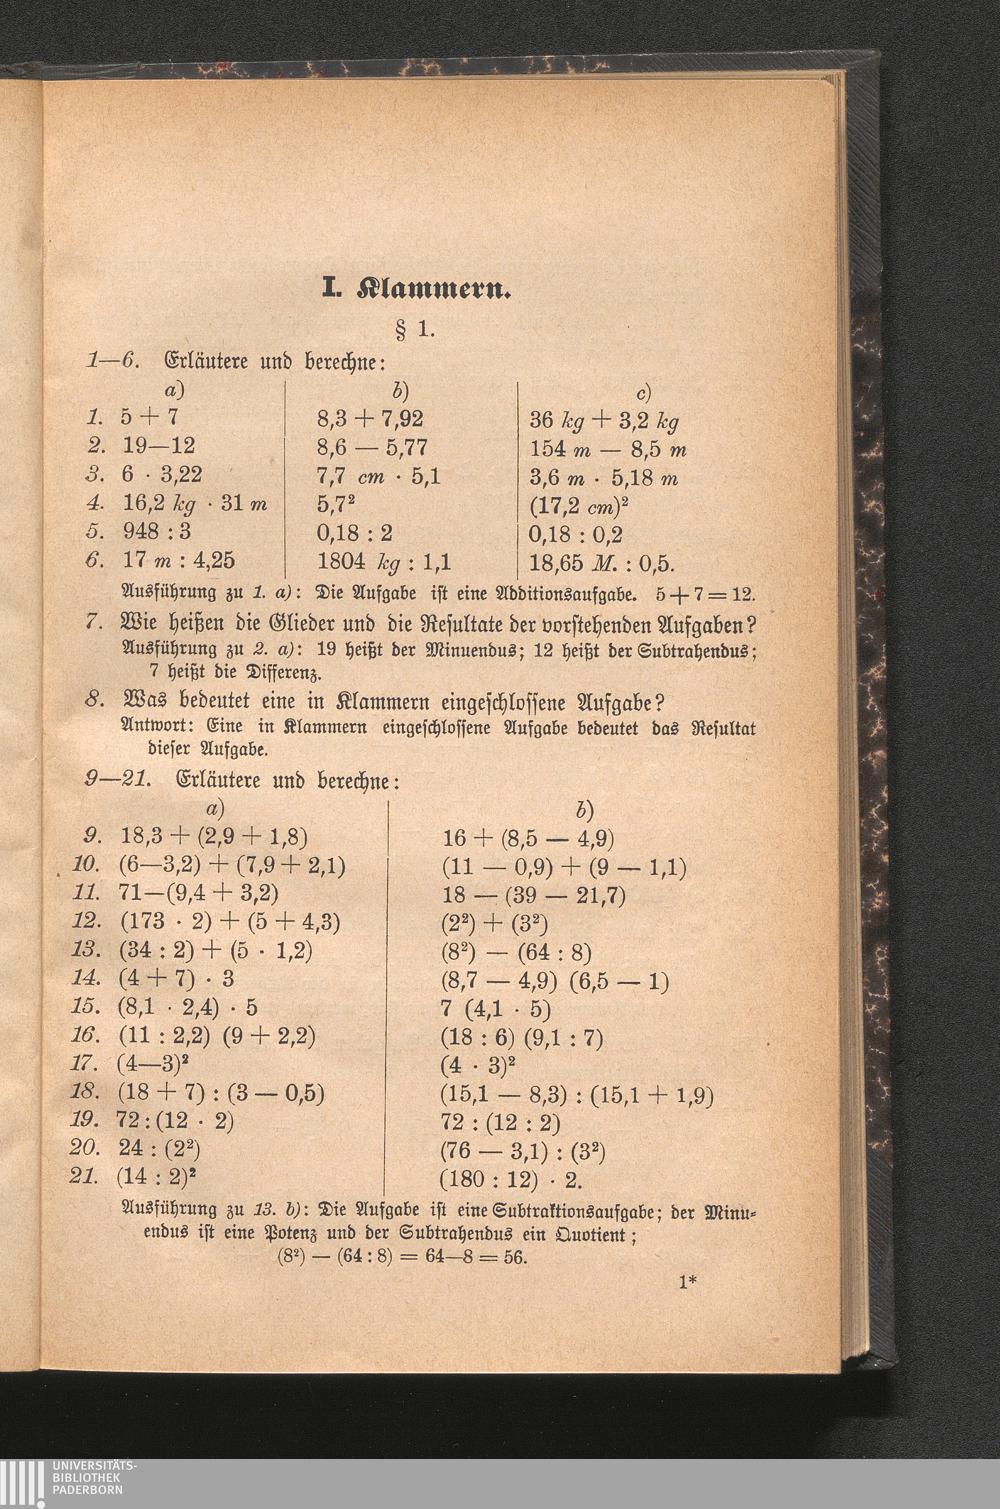 I. Klammern.
§ 1.
1—6. Erläutere und berechne:
a) b) c)
1. 5 + 7 8,3 + 7,92 36 kg + 3,2 kg
2. 19—12 8,6 — 5,77 154 m — 8,5 m
3. 6 · 3,22 7,7 cm · 5,1 3,6 m · 5,18 m
4. 16,2 kg · 31 m 5,7² (17,2 cm)²
5. 948 : 3 0,18 : 2 0,18 : 0,2
6. 17 m : 4,25 1804 kg : 1,1 18,65 M. : 0,5.
Ausführung zu 1. a): Die Aufgabe ist eine Additionsaufgabe. 5 + 7 = 12.
7. Wie heißen die Glieder und die Resultate der vorstehenden Aufgaben?
Ausführung zu 2. a): 19 heißt der Minuendus; 12 heißt der Subtrahendus;
7 heißt die Differenz.
8. Was bedeutet eine in Klammern eingeschlossene Aufgabe?
Antwort: Eine in Klammern eingeschlossene Aufgabe bedeutet das Resultat
dieser Aufgabe.
9—21. Erläutere und berechne:
a) b)
9. 18,3 + (2,9 + 1,8) 16 + (8,5 — 4,9)
10. (6—3,2) + (7,9 + 2,1) (11 — 0,9) + (9 — 1,1)
11. 71—(9,4 + 3,2) 18 — (39 — 21,7)
12. (173 · 2) + (5 + 4,3) (2²) + (3²)
13. (34 : 2) + (5 · 1,2) (8²) — (64 : 8)
14. (4 + 7) · 3 (8,7 — 4,9) (6,5 — 1)
15. (8,1 · 2,4) · 5 7 (4,1 · 5)
16. (11 : 2,2) (9 + 2,2) (18 : 6) (9,1 : 7)
17. (4—3)² (4 · 3)²
18. (18 + 7) : (3 — 0,5) (15,1 — 8,3) : (15,1 + 1,9)
19. 72 : (12 · 2) 72 : (12 : 2)
20. 24 : (2²) (76 — 3,1) : (3²)
21. (14 : 2)² (180 : 12) · 2.
Ausführung zu 13. b): Die Aufgabe ist eine Subtraktionsaufgabe; der Minu-
endus ist eine Potenz und der Subtrahendus ein Quotient;
(8²) — (64 : 8) = 64—8 = 56.
1*
UNIVERSITÄTS-
BIBLIOTHEK
PADERBORN